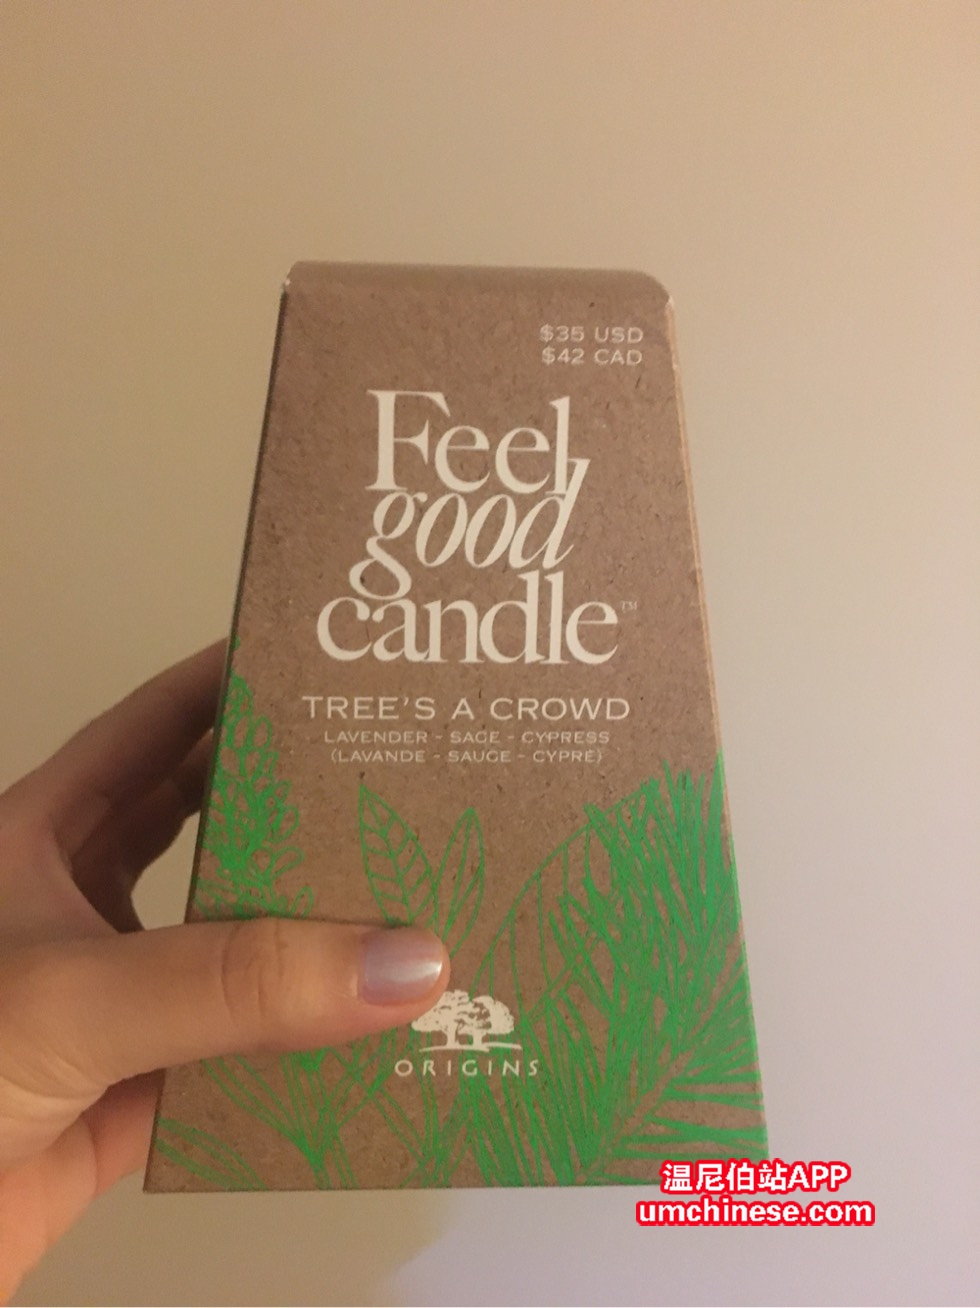 $35 USD
$42 CAD
Feel
good
candle™
TREE'S A CROWD
LAVENDER - SAGE - CYPRESS
(LAVANDE - SAUGE - CYPRÈ)
ORIGINS
温尼伯站APP
umchinese.com